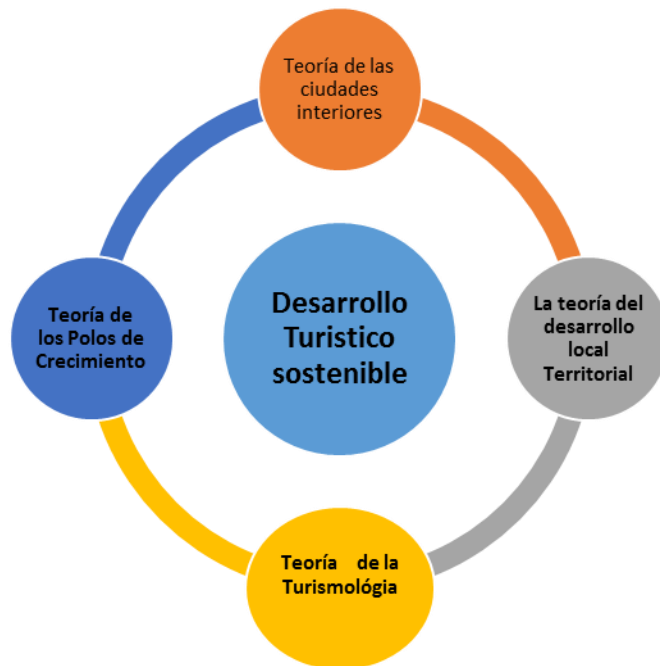 Teoría de las
ciudades
interiores
Teoría de
los Polos de
Crecimiento
Desarrollo
Turistico
sostenible
La teoría del
desarrollo
local
Territorial
Teoría de la
Turismológia